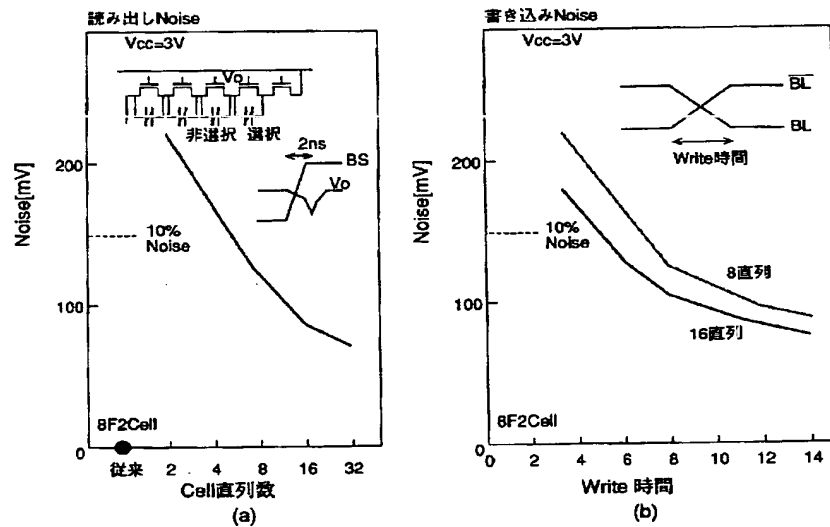 読み出しNoise
Vcc=3V
Vo
非選択 選択
2ns
BS
Vo
200
Noise[mV]
10%
Noise
100
8F2Cell
0
従来 2 4 8 16 32
Cell直列数
(a)
書き込みNoise
Vcc=3V
BL
BL
Write時間
200
Noise[mV]
10%
Noise
100
8直列
16直列
8F2Cell
0
0 2 4 6 8 10 12 14
Write 時間
(b)